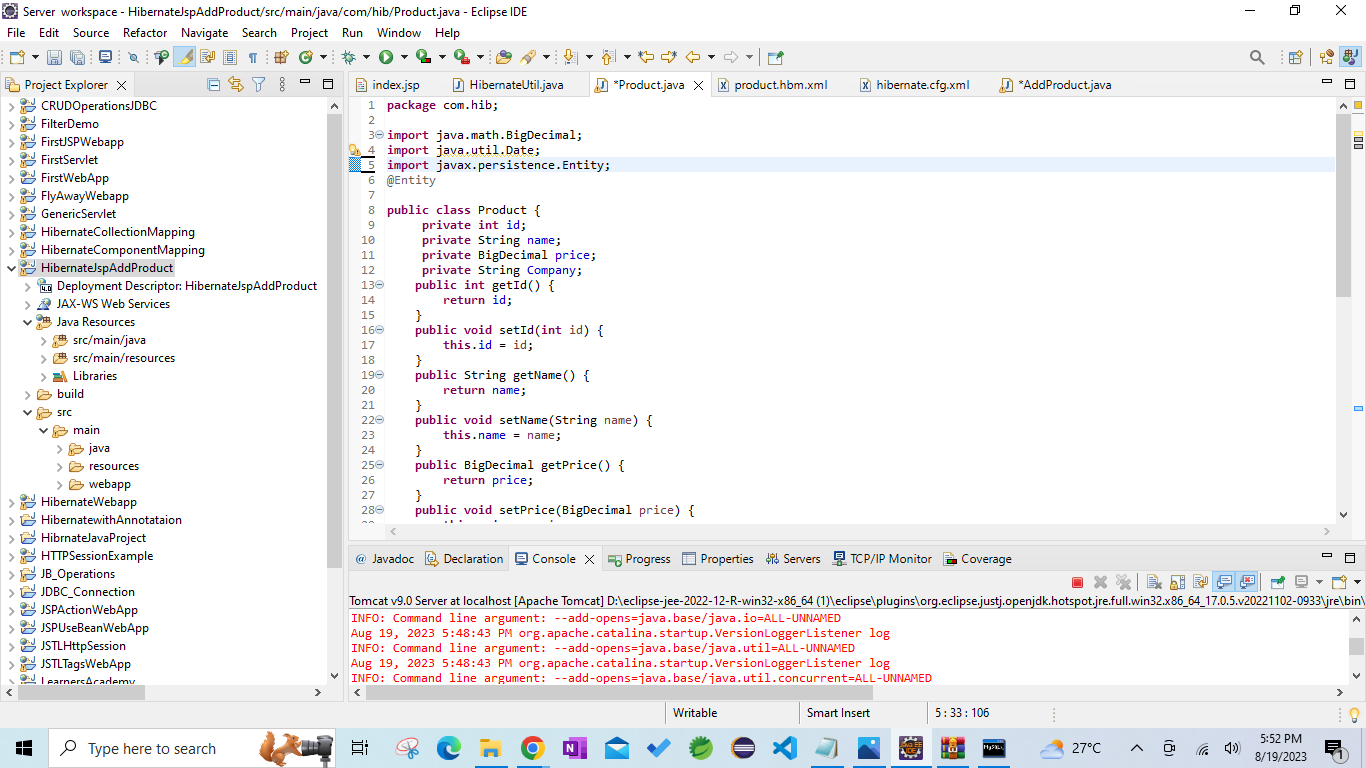 Server workspace - HibernateJspAddProduct/src/main/java/com/hib/Product.java - Eclipse IDE
File Edit Source Refactor Navigate Search Project Run Window Help
Project Explorer
CRUDOperationsJDBC
FilterDemo
FirstJSPWebapp
FirstServlet
FirstWebApp
FlyAwayWebapp
GenericServlet
HibernateCollectionMapping
HibernateComponentMapping
HibernateJspAddProduct
Deployment Descriptor: HibernateJspAddProduct
JAX-WS Web Services
Java Resources
src/main/java
src/main/resources
Libraries
build
src
main
java
resources
webapp
HibernateWebapp
HibernatewithAnnotataion
HibrnateJavaProject
HTTPSessionExample
JB_Operations
JDBC_Connection
JSPActionWebApp
JSPUseBeanWebApp
JSTLHttpSession
JSTLTagsWebApp
LearnersAcademy
index.jsp HibernateUtil.java *Product.java product.hbm.xml hibernate.cfg.xml *AddProduct.java
1 package com.hib;
2
3 import java.math.BigDecimal;
4 import java.util.Date;
5 import javax.persistence.Entity;
6 @Entity
7
8 public class Product {
9 private int id;
10 private String name;
11 private BigDecimal price;
12 private String Company;
13 public int getId() {
14 return id;
15 }
16 public void setId(int id) {
17 this.id = id;
18 }
19 public String getName() {
20 return name;
21 }
22 public void setName(String name) {
23 this.name = name;
24 }
25 public BigDecimal getPrice() {
26 return price;
27 }
28 public void setPrice(BigDecimal price) {
@ Javadoc Declaration Console Progress Properties Servers TCP/IP Monitor Coverage
Tomcat v9.0 Server at localhost [Apache Tomcat] D:\eclipse-jee-2022-12-R-win32-x86_64 (1)\eclipse\plugins\org.eclipse.justj.openjdk.hotspot.jre.full.win32.x86_64_17.0.5.v20221102-0933\jre\bin\
INFO: Command line argument: --add-opens=java.base/java.io=ALL-UNNAMED
Aug 19, 2023 5:48:43 PM org.apache.catalina.startup.VersionLoggerListener log
INFO: Command line argument: --add-opens=java.base/java.util=ALL-UNNAMED
Aug 19, 2023 5:48:43 PM org.apache.catalina.startup.VersionLoggerListener log
INFO: Command line argument: --add-opens=java.base/java.util.concurrent=ALL-UNNAMED
Writable Smart Insert 5 : 33 : 106
Type here to search
27°C
5:52 PM
8/19/2023
1